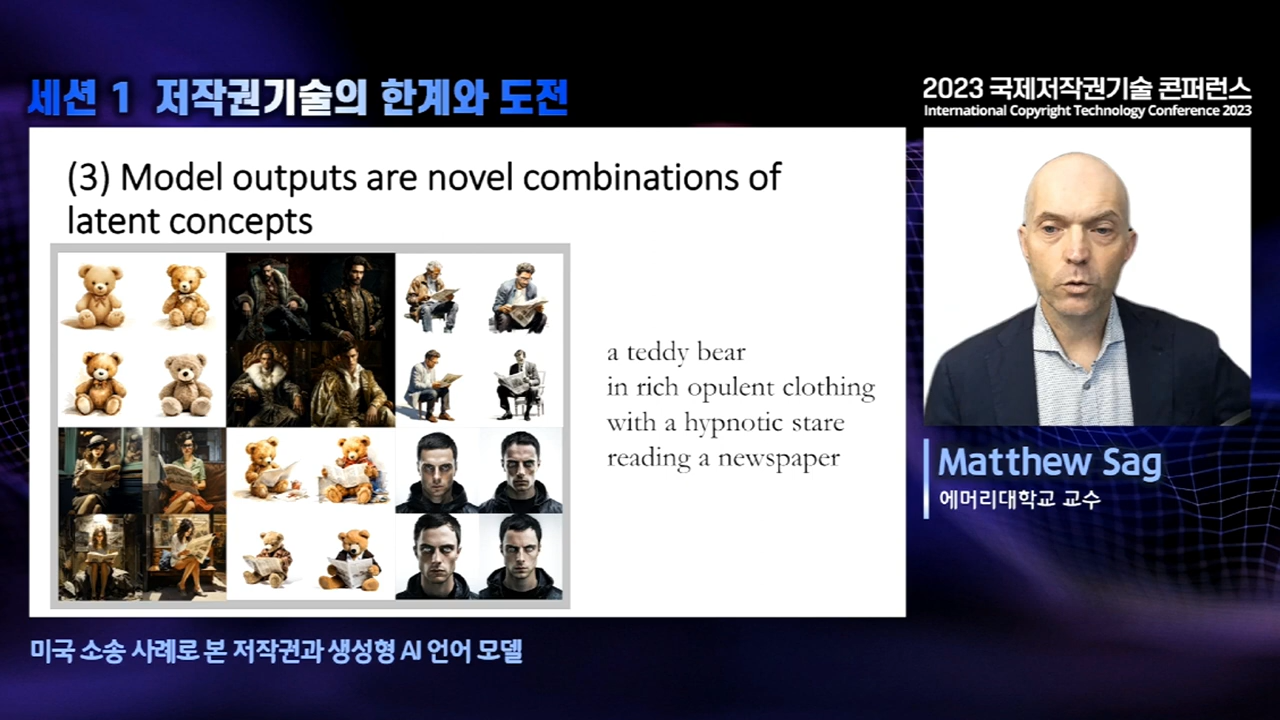 세션 1 저작권기술의 한계와 도전
2023 국제저작권기술 콘퍼런스
International Copyright Technology Conference 2023
(3) Model outputs are novel combinations of
latent concepts
a teddy bear
in rich opulent clothing
with a hypnotic stare
reading a newspaper
Matthew Sag
에머리대학교 교수
미국 소송 사례로 본 저작권과 생성형 AI 언어 모델